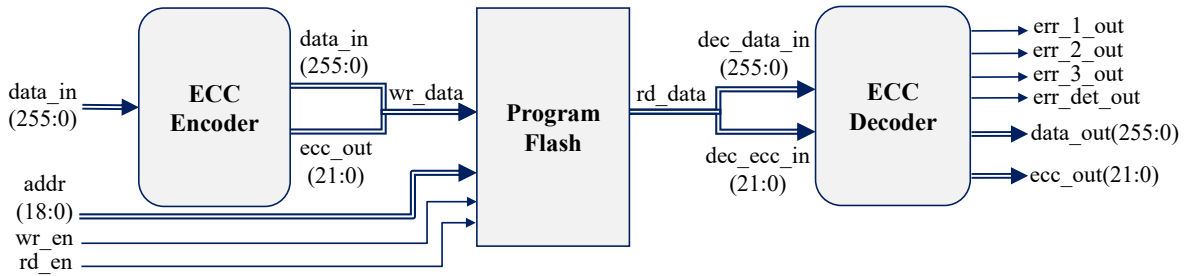 data_in
(255:0)
ECC
Encoder
data_in
(255:0)
ecc_out
(21:0)
wr_data
addr
(18:0)
wr_en
rd_en
Program
Flash
rd_data
dec_data_in
(255:0)
dec_ecc_in
(21:0)
ECC
Decoder
err_1_out
err_2_out
err_3_out
err_det_out
data_out(255:0)
ecc_out(21:0)